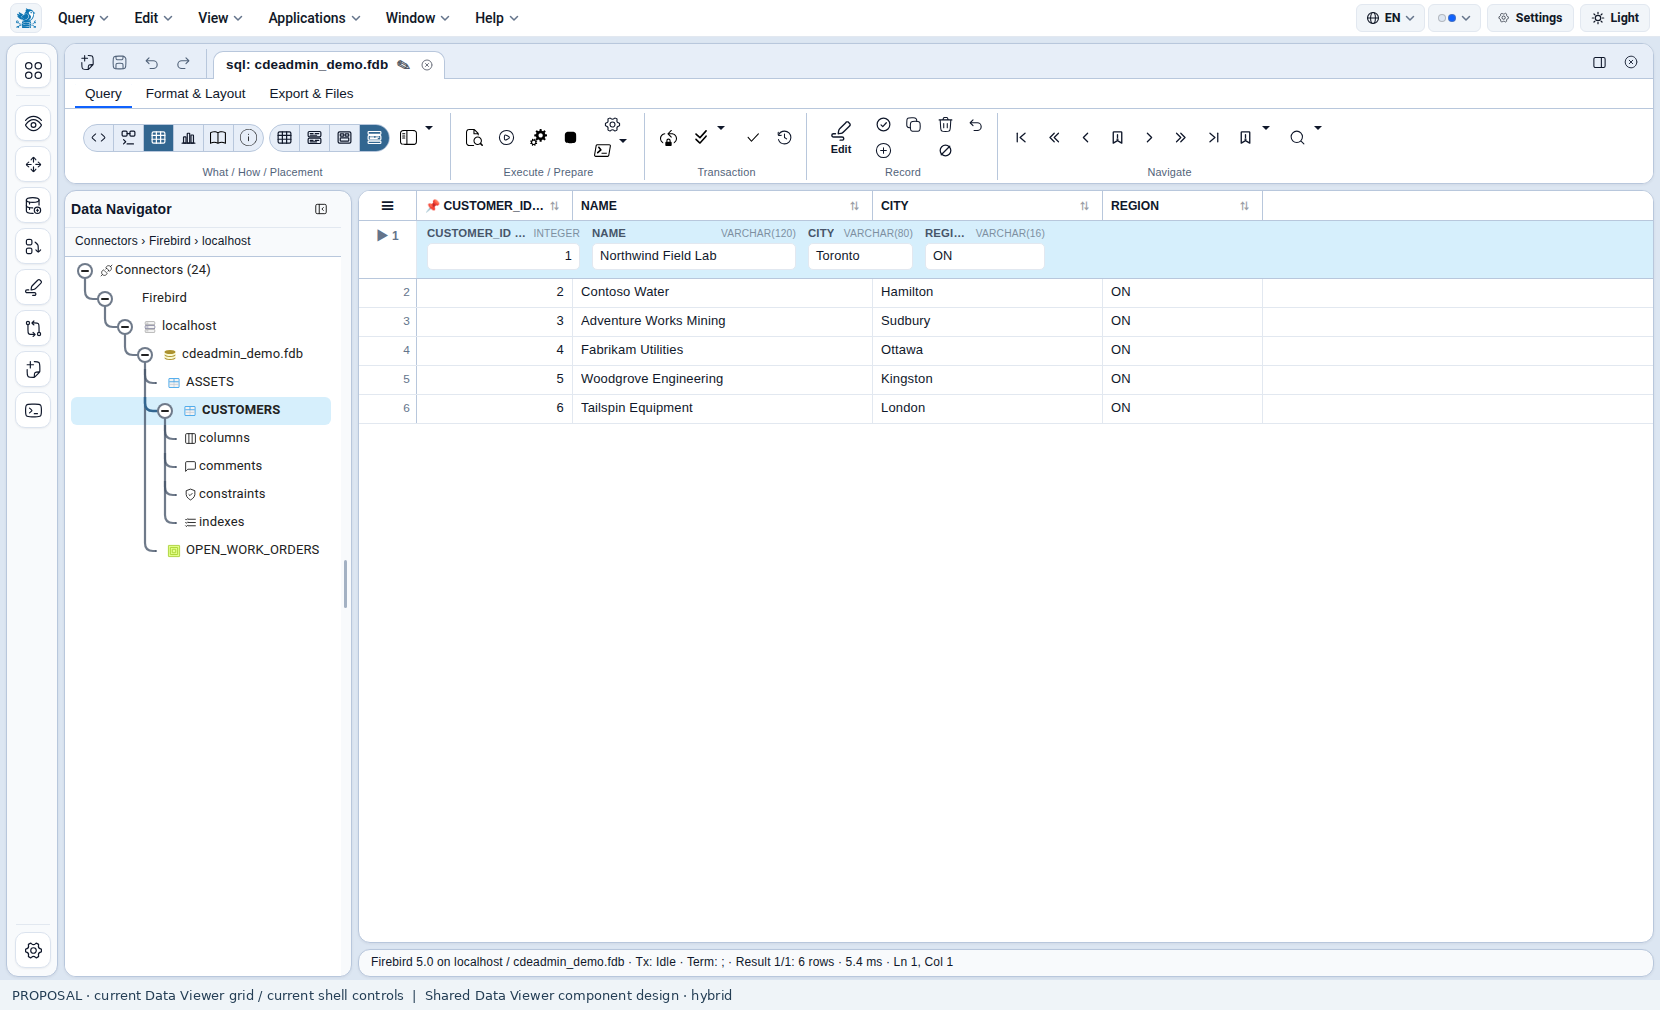 Query Edit View Applications Window Help EN Settings Light
sql: cdeadmin_demo.fdb
Query Format & Layout Export & Files
Edit
What / How / Placement Execute / Prepare Transaction Record Navigate
Data Navigator
Connectors › Firebird › localhost
Connectors (24)
Firebird
localhost
cdeadmin_demo.fdb
ASSETS
CUSTOMERS
columns
comments
constraints
indexes
OPEN_WORK_ORDERS
CUSTOMER_ID... NAME CITY REGION
1 CUSTOMER_ID ... INTEGER NAME VARCHAR(120) CITY VARCHAR(80) REGI... VARCHAR(16)
1 Northwind Field Lab Toronto ON
2 2 Contoso Water Hamilton ON
3 3 Adventure Works Mining Sudbury ON
4 4 Fabrikam Utilities Ottawa ON
5 5 Woodgrove Engineering Kingston ON
6 6 Tailspin Equipment London ON
Firebird 5.0 on localhost / cdeadmin_demo.fdb · Tx: Idle · Term: ; · Result 1/1: 6 rows · 5.4 ms · Ln 1, Col 1
PROPOSAL · current Data Viewer grid / current shell controls | Shared Data Viewer component design · hybrid